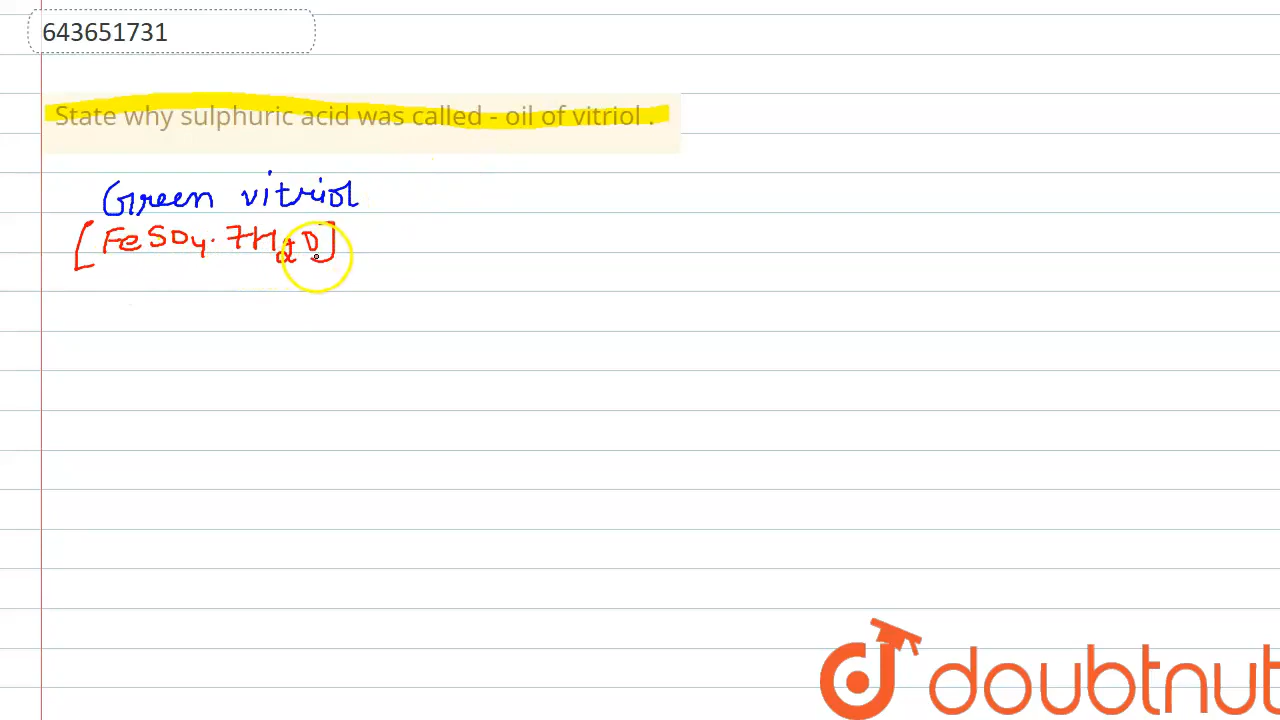 643651731
State why sulphuric acid was called - oil of vitriol .
Green vitriol
[FeSO4.7H2O]
doubtnut